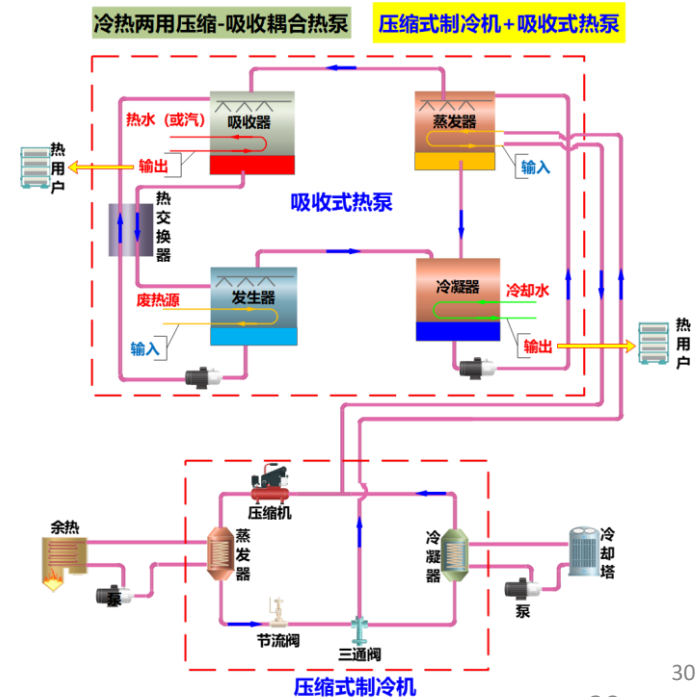 冷热两用压缩-吸收耦合热泵
压缩式制冷机+吸收式热泵
热水（或汽）
吸收器
蒸发器
热用户
输出
输入
吸收式热泵
热交换器
废热源
发生器
冷凝器
冷却水
输入
输出
热用户
压缩机
余热
蒸发器
冷凝器
冷却塔
泵
泵
节流阀
三通阀
压缩式制冷机
30